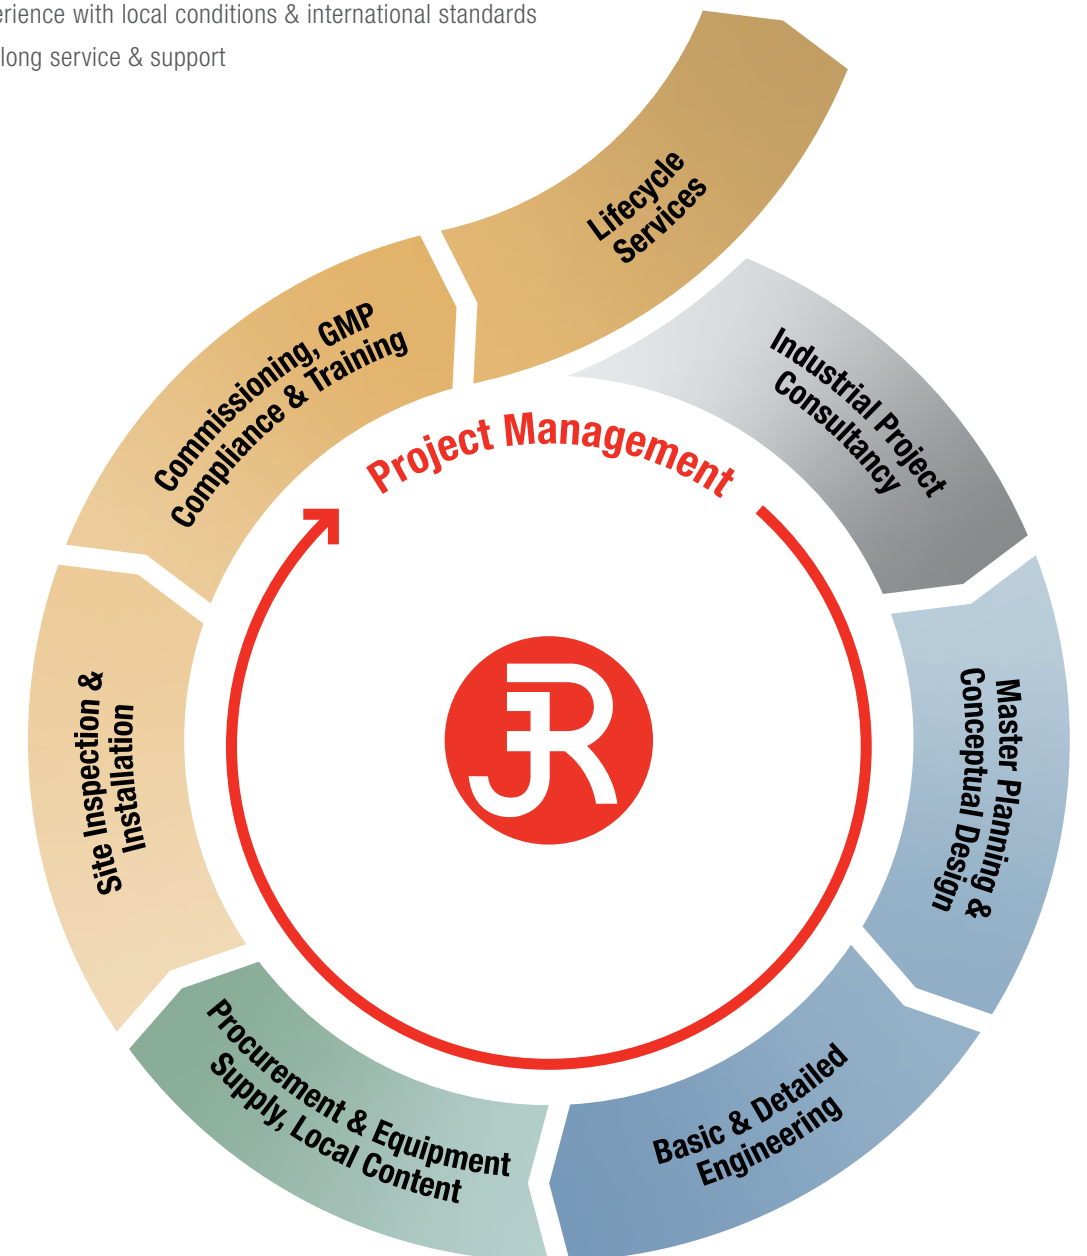 erience with local conditions & international standards
long service & support
Lifecycle
Services
Industrial Project
Consultancy
Master Planning &
Conceptual Design
Basic & Detailed
Engineering
Procurement & Equipment
Supply, Local Content
Site Inspection &
Installation
Commissioning, GMP
Compliance & Training
Project Management
JR